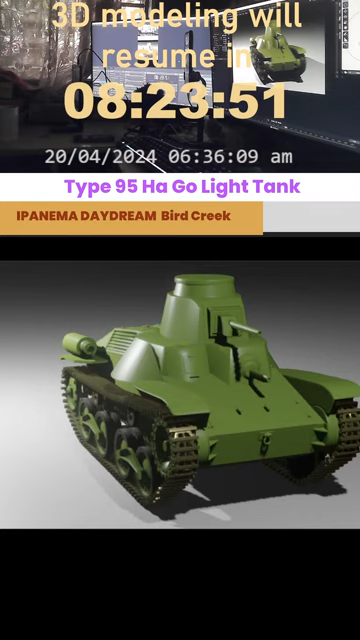 3D modeling will
resume in
08:23:51
20/04/2024 06:36:09 am
Type 95 Ha Go Light Tank
IPANEMA DAYDREAM Bird Creek